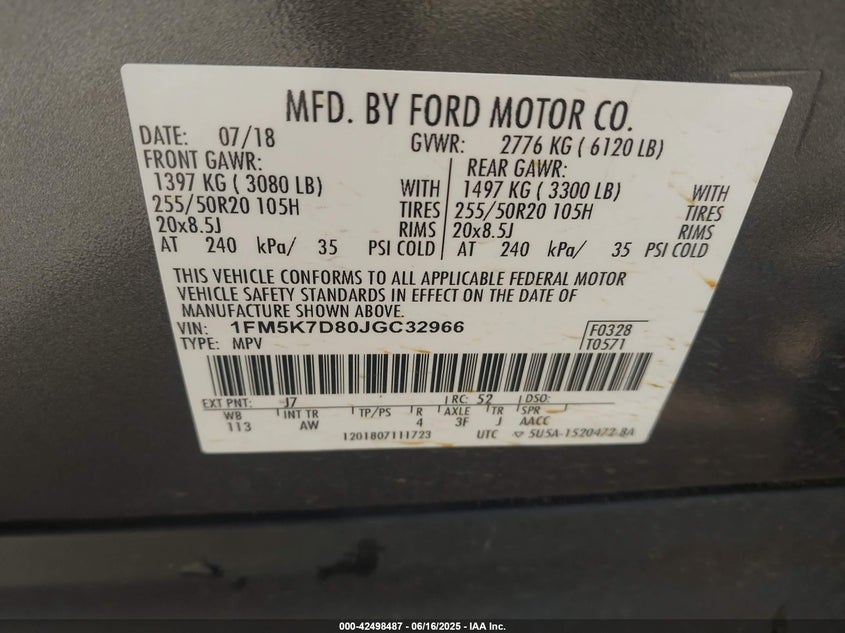 MFD. BY FORD MOTOR CO.
DATE: 07/18 GVWR: 2776 KG ( 6120 LB)
FRONT GAWR: REAR GAWR:
1397 KG ( 3080 LB) WITH 1497 KG ( 3300 LB) WITH
255/50R20 105H TIRES 255/50R20 105H TIRES
20x8.5J RIMS 20x8.5J RIMS
AT 240 kPa/ 35 PSI COLD AT 240 kPa/ 35 PSI COLD
THIS VEHICLE CONFORMS TO ALL APPLICABLE FEDERAL MOTOR
VEHICLE SAFETY STANDARDS IN EFFECT ON THE DATE OF
MANUFACTURE SHOWN ABOVE.
VIN: 1FM5K7D80JGC32966 F0328
TYPE: MPV T0571
EXT PNT: J7 RC: 52 DSO:
WB INT TR TP/PS R AXLE TR SPR
113 AW 4 3F J AACC
1201807111723 UTC 5U5A-1520472-BA
000-42498487 - 06/16/2025 - IAA Inc.